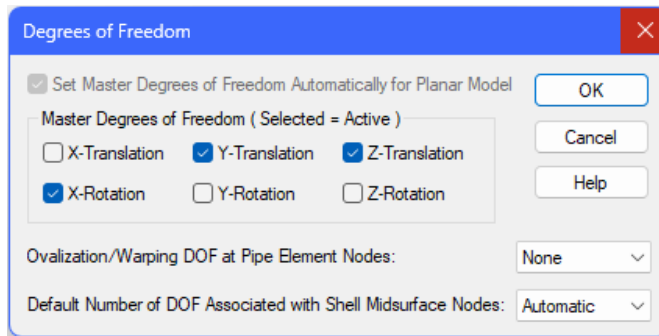 Degrees of Freedom
Set Master Degrees of Freedom Automatically for Planar Model
OK
Master Degrees of Freedom ( Selected = Active )
Cancel
X-Translation Y-Translation Z-Translation
X-Rotation Y-Rotation Z-Rotation
Help
Ovalization/Warping DOF at Pipe Element Nodes: None
Default Number of DOF Associated with Shell Midsurface Nodes: Automatic